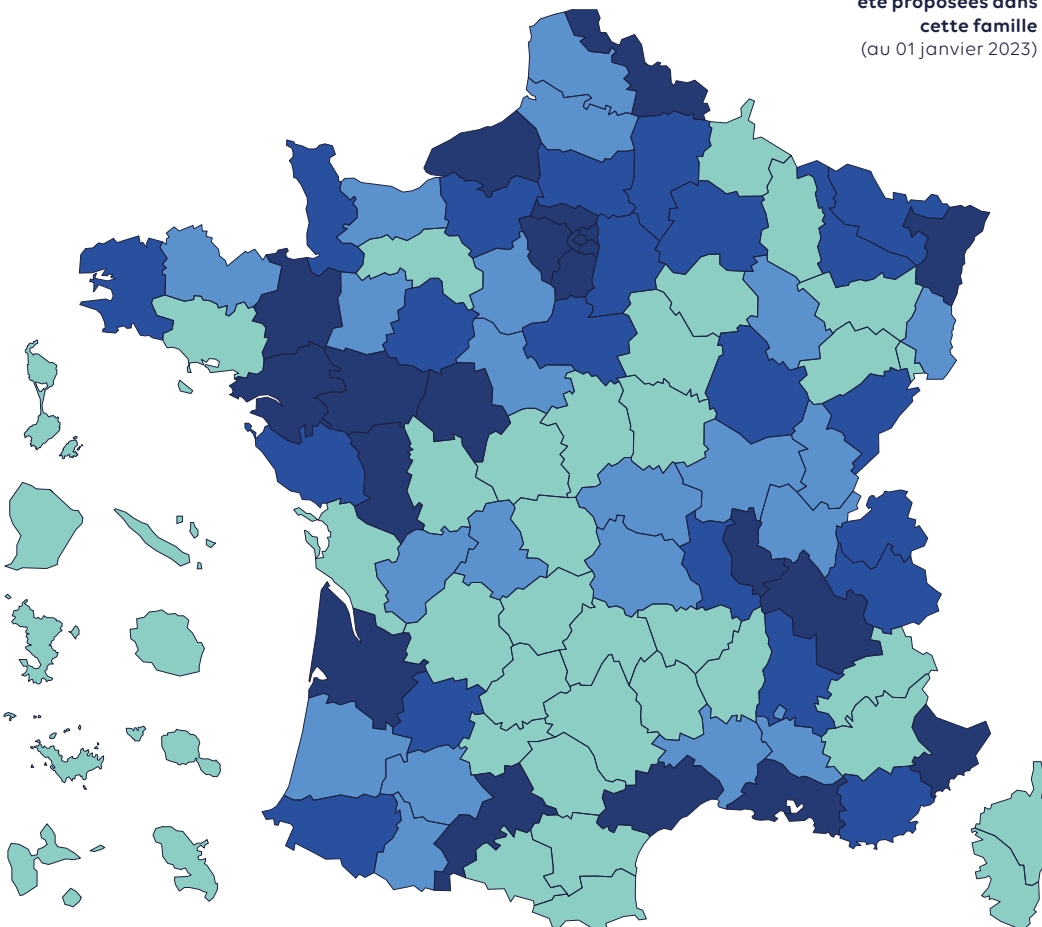 été proposées dans
cette famille
(au 01 janvier 2023)